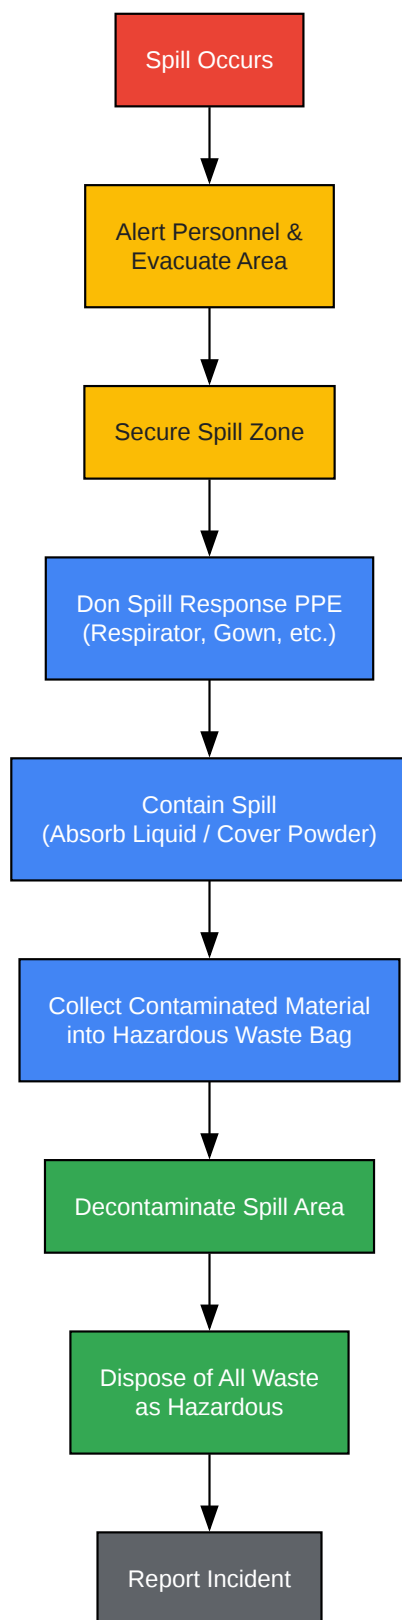 Spill Occurs
Alert Personnel &
Evacuate Area
Secure Spill Zone
Don Spill Response PPE
(Respirator, Gown, etc.)
Contain Spill
(Absorb Liquid / Cover Powder)
Collect Contaminated Material
into Hazardous Waste Bag
Decontaminate Spill Area
Dispose of All Waste
as Hazardous
Report Incident